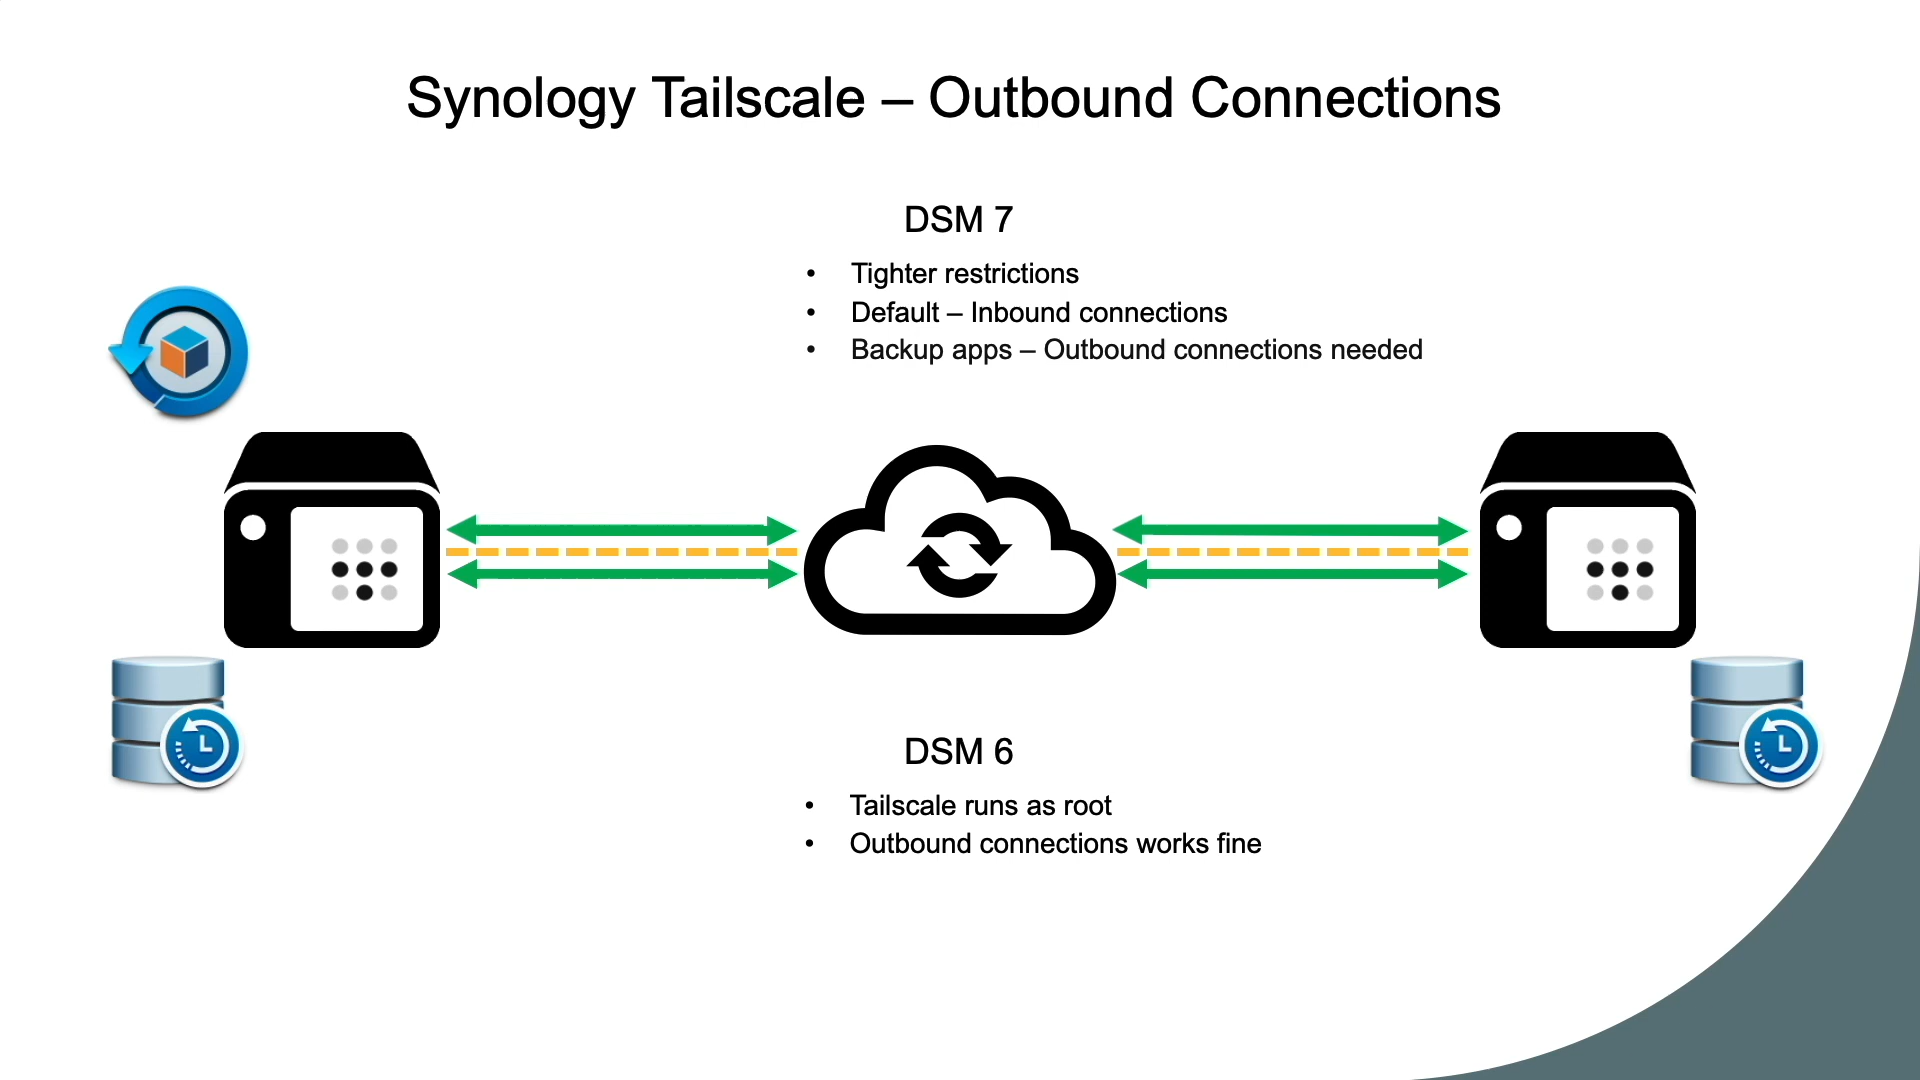 Synology Tailscale – Outbound Connections
DSM 7
• Tighter restrictions
• Default – Inbound connections
• Backup apps – Outbound connections needed
DSM 6
• Tailscale runs as root
• Outbound connections works fine